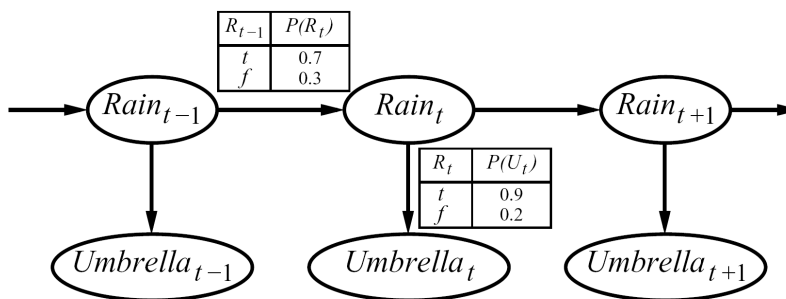 R_{t-1} P(R_t)
t 0.7
f 0.3
Rain_{t-1} Rain_t Rain_{t+1}
R_t P(U_t)
t 0.9
f 0.2
Umbrella_{t-1} Umbrella_t Umbrella_{t+1}